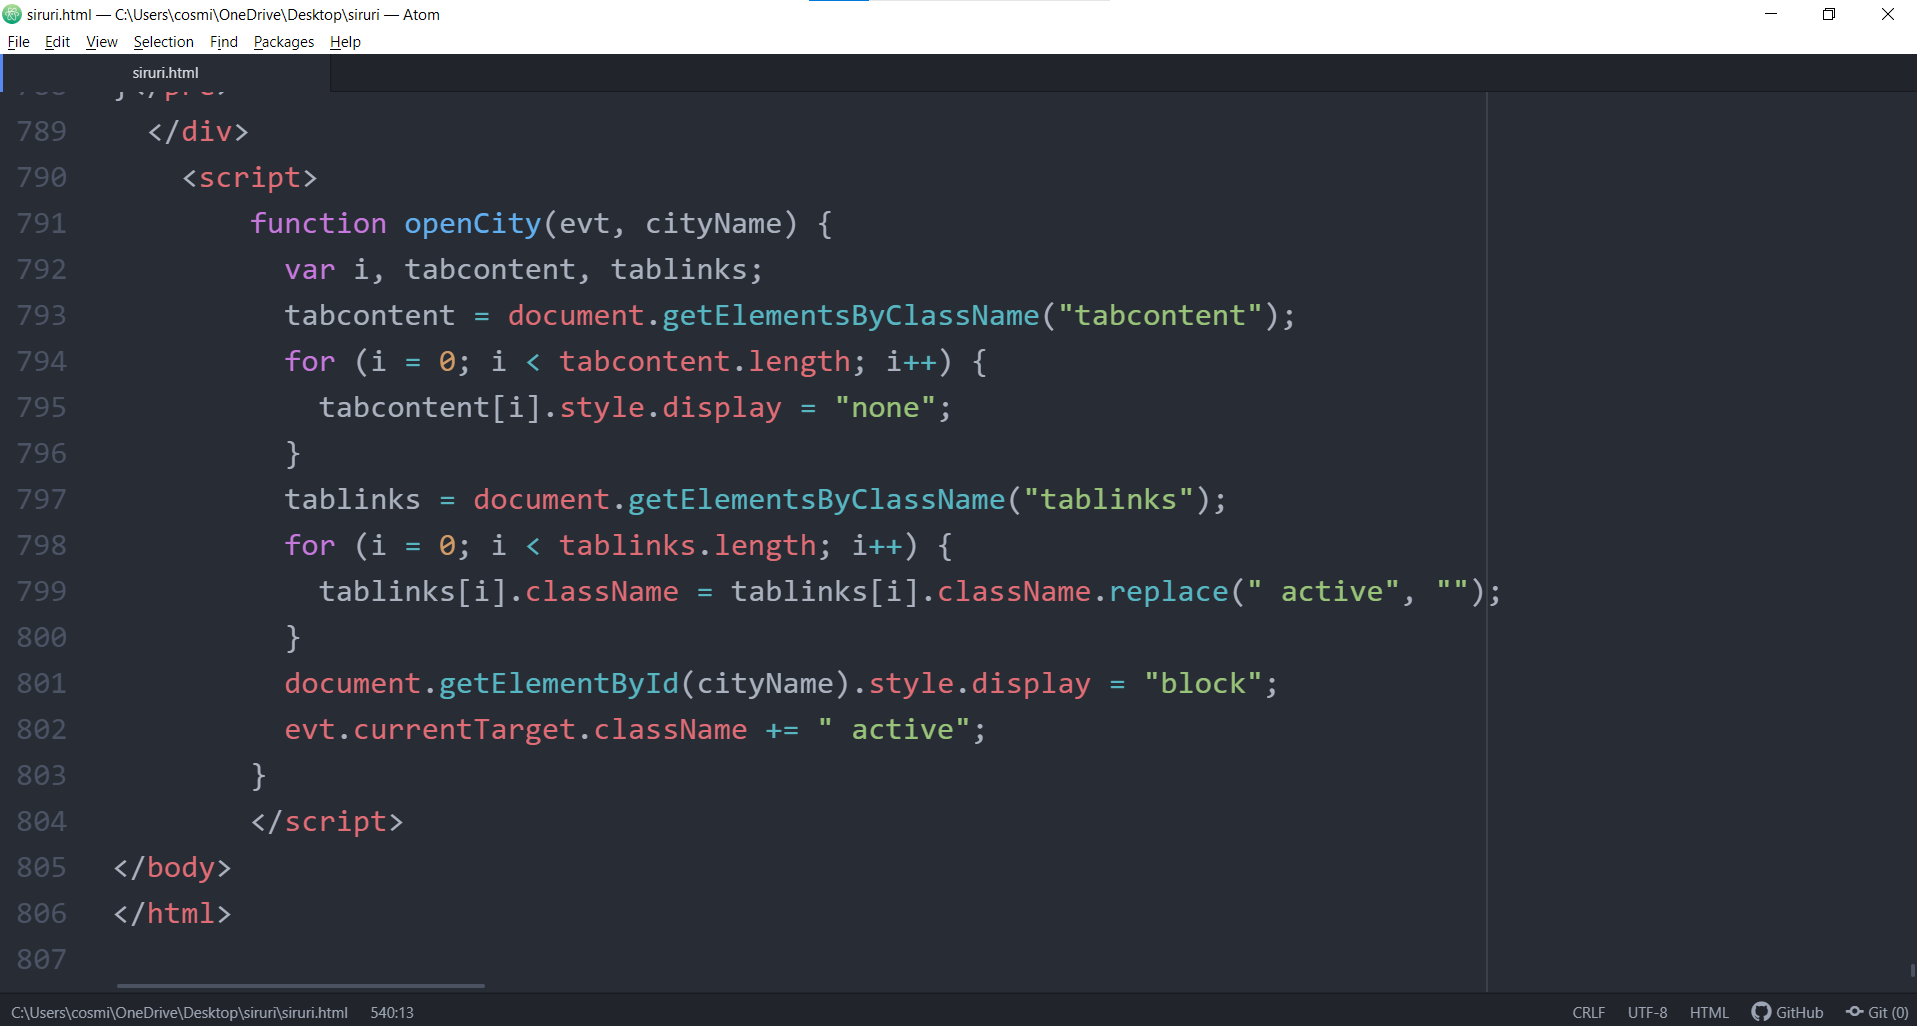 siruri.html — C:\Users\cosmi\OneDrive\Desktop\siruri — Atom
File Edit View Selection Find Packages Help
siruri.html
789 </div>
790 <script>
791 function openCity(evt, cityName) {
792 var i, tabcontent, tablinks;
793 tabcontent = document.getElementsByClassName("tabcontent");
794 for (i = 0; i < tabcontent.length; i++) {
795 tabcontent[i].style.display = "none";
796 }
797 tablinks = document.getElementsByClassName("tablinks");
798 for (i = 0; i < tablinks.length; i++) {
799 tablinks[i].className = tablinks[i].className.replace(" active", "");
800 }
801 document.getElementById(cityName).style.display = "block";
802 evt.currentTarget.className += " active";
803 }
804 </script>
805 </body>
806 </html>
807
C:\Users\cosmi\OneDrive\Desktop\siruri\siruri.html 540:13 CRLF UTF-8 HTML GitHub Git (0)